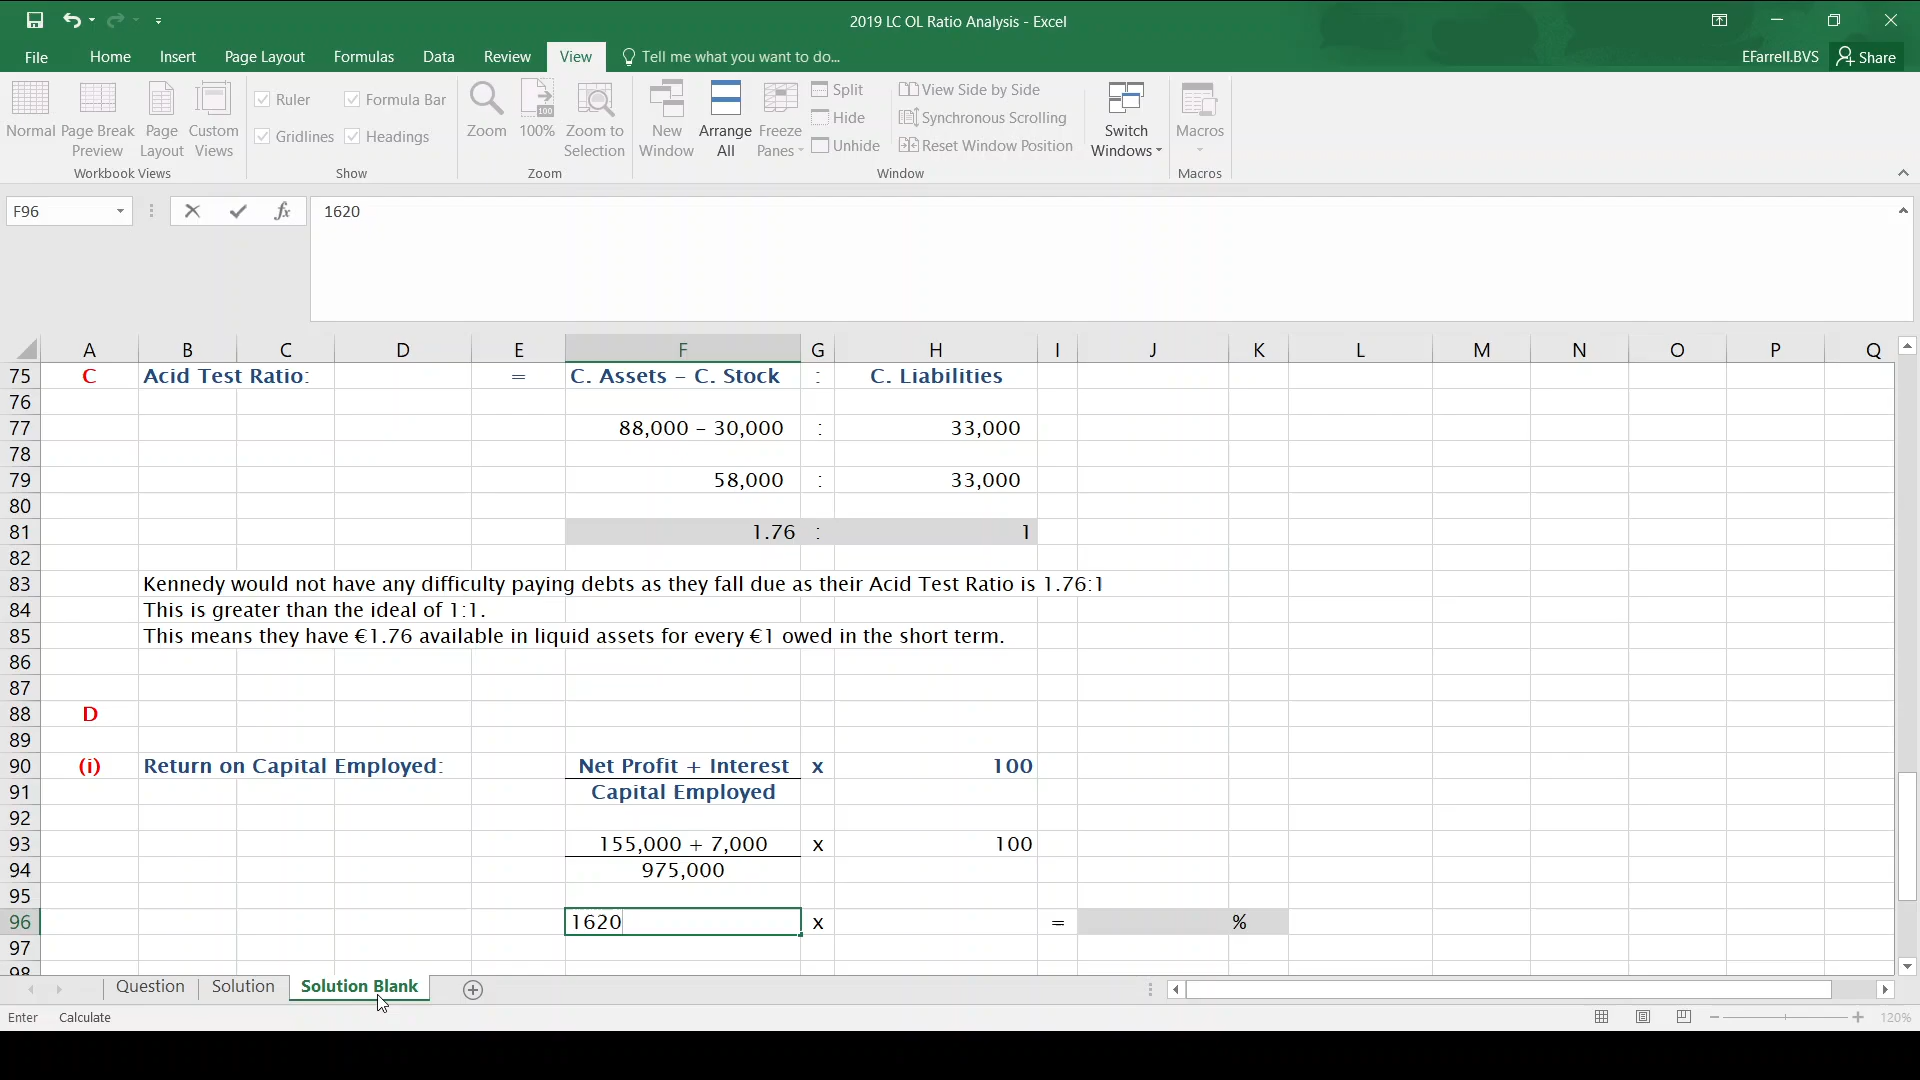 2019 LC OL Ratio Analysis - Excel
File Home Insert Page Layout Formulas Data Review View Tell me what you want to do... EFarrell.BVS Share
Normal Page Break Preview Page Layout Custom Views
Workbook Views
Ruler Formula Bar
Gridlines Headings
Show
Zoom 100% Zoom to Selection
Zoom
New Window Arrange All Freeze Panes
Split
Hide
Unhide
View Side by Side
Synchronous Scrolling
Reset Window Position
Switch Windows
Window
Macros
Macros
F96 fx 1620
A B C D E F G H I J K L M N O P Q
75 C Acid Test Ratio: = C. Assets - C. Stock : C. Liabilities
76
77 88,000 - 30,000 : 33,000
78
79 58,000 : 33,000
80
81 1.76 : 1
82
83 Kennedy would not have any difficulty paying debts as they fall due as their Acid Test Ratio is 1.76:1
84 This is greater than the ideal of 1:1.
85 This means they have €1.76 available in liquid assets for every €1 owed in the short term.
86
87
88 D
89
90 (i) Return on Capital Employed: Net Profit + Interest x 100
91 Capital Employed
92
93 155,000 + 7,000 x 100
94 975,000
95
96 1620 x = %
97
98
Question Solution Solution Blank
Enter Calculate 120%